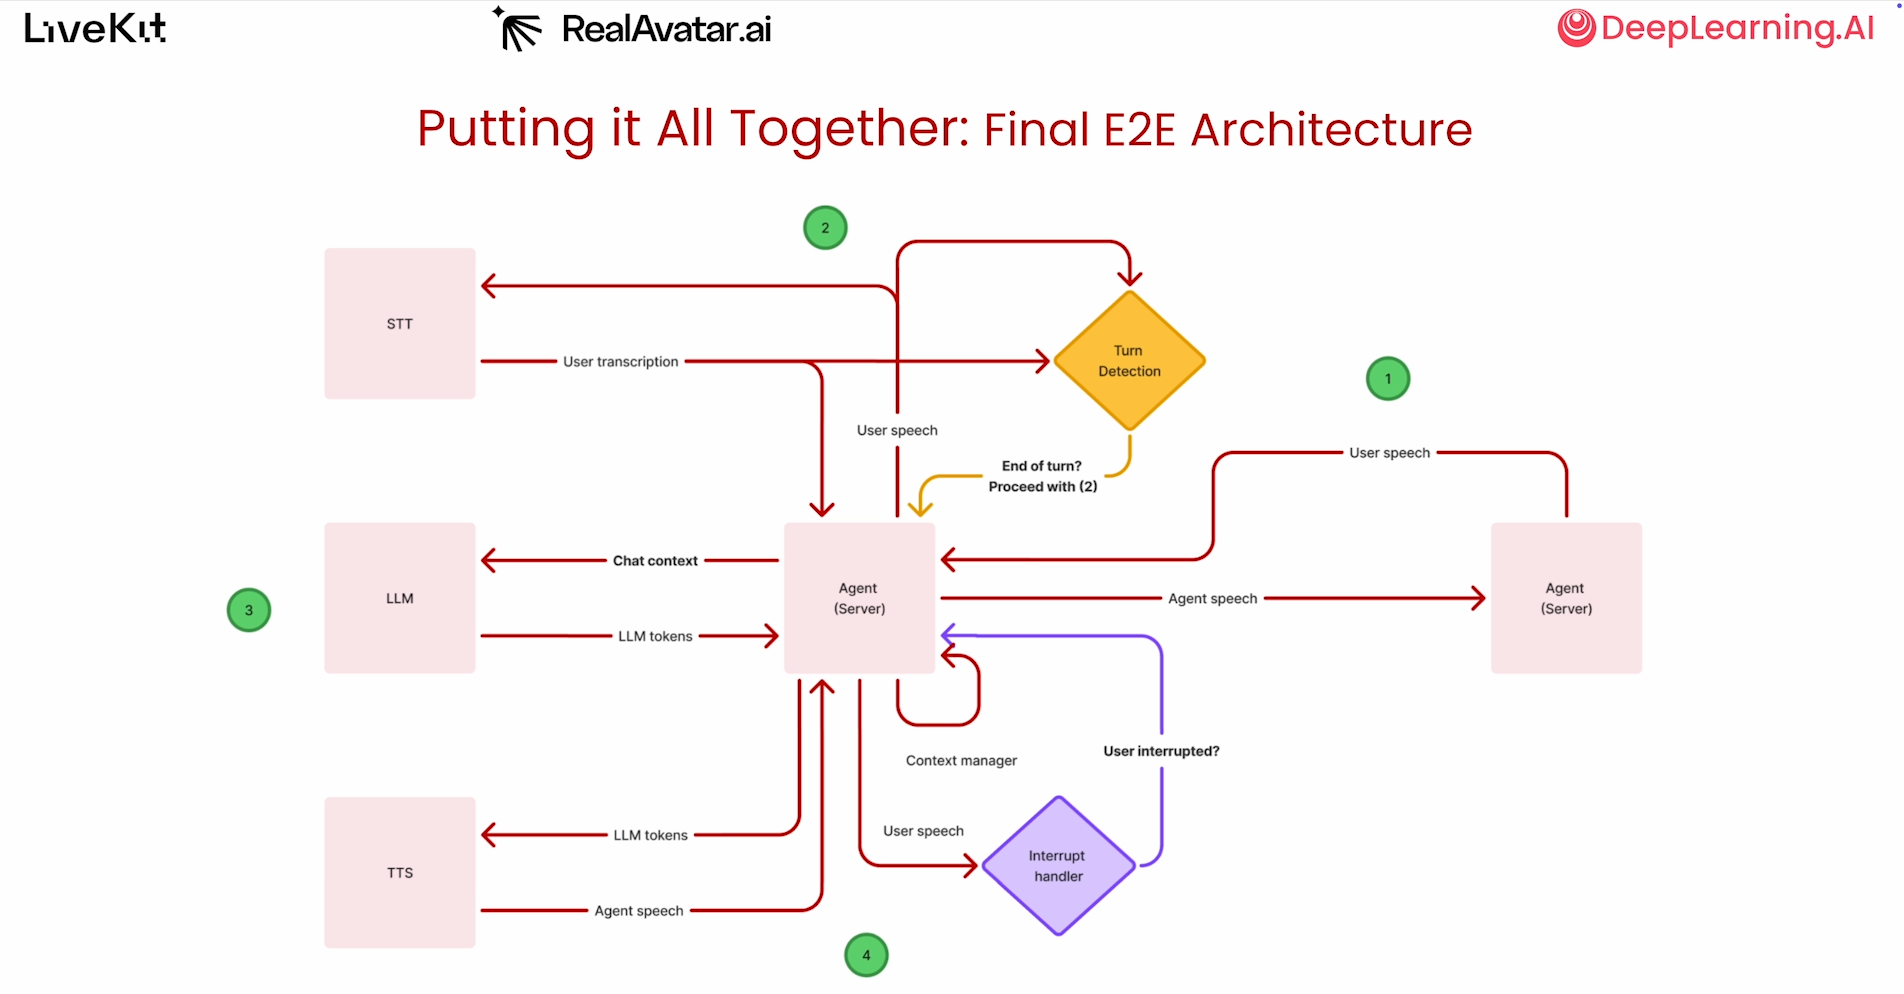 LiveKit
RealAvatar.ai
DeepLearning.AI
Putting it All Together: Final E2E Architecture
2
STT
User transcription
Turn
Detection
1
User speech
User speech
End of turn?
Proceed with (2)
Chat context
Agent
(Server)
Agent speech
Agent
(Server)
3
LLM
LLM tokens
User interrupted?
Context manager
User speech
LLM tokens
Interrupt
handler
TTS
Agent speech
4